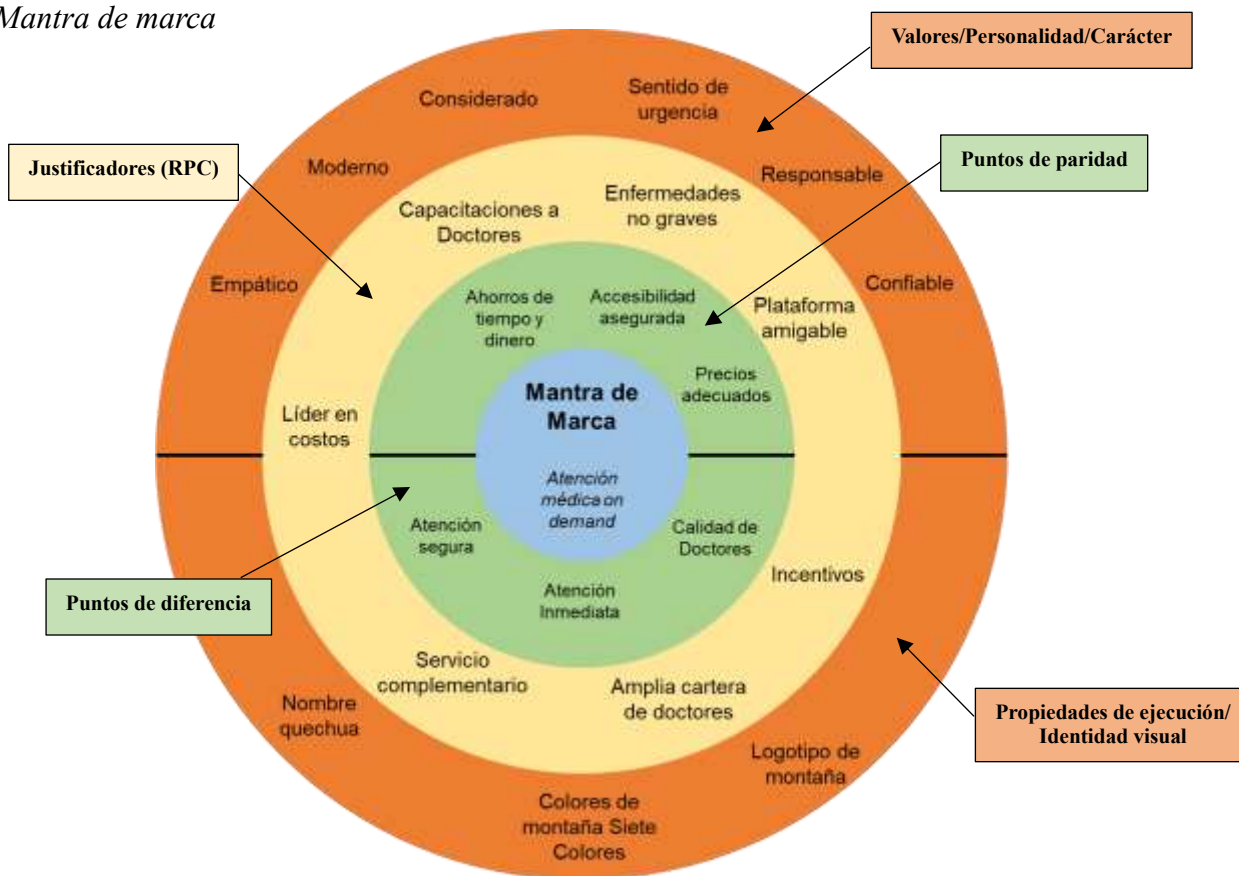 Mantra de marca
Valores/Personalidad/Carácter
Justificadores (RPC)
Puntos de paridad
Considerado
Sentido de
urgencia
Moderno
Responsable
Empático
Confiable
Capacitaciones a
Doctores
Enfermedades
no graves
Plataforma
amigable
Líder en
costos
Ahorros de
tiempo y
dinero
Accesibilidad
asegurada
Precios
adecuados
Mantra de
Marca
Atención
médica on
demand
Atención
segura
Atención
Inmediata
Calidad de
Doctores
Incentivos
Servicio
complementario
Amplia cartera
de doctores
Puntos de diferencia
Nombre
quechua
Colores de
montaña Siete
Colores
Logotipo de
montaña
Propiedades de ejecución/
Identidad visual